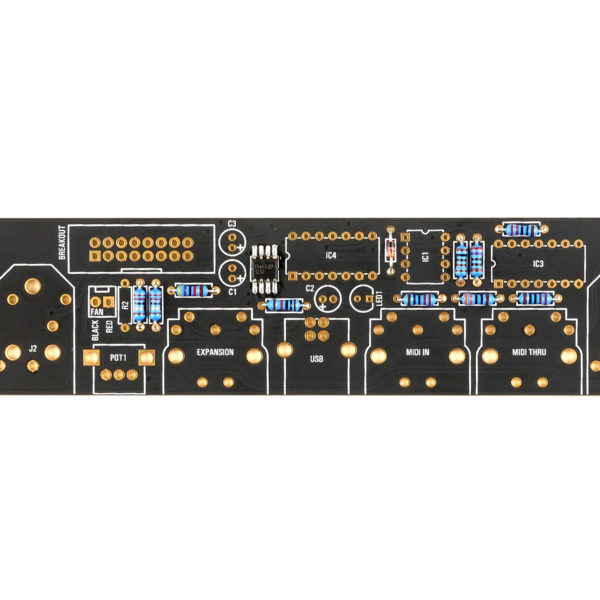 BREAKOUT
C3
C1
IC4
IC1
IC3
C2
LED1
FAN
BLACK
RED
R2
J2
POT1
EXPANSION
USB
MIDI IN
MIDI THRU